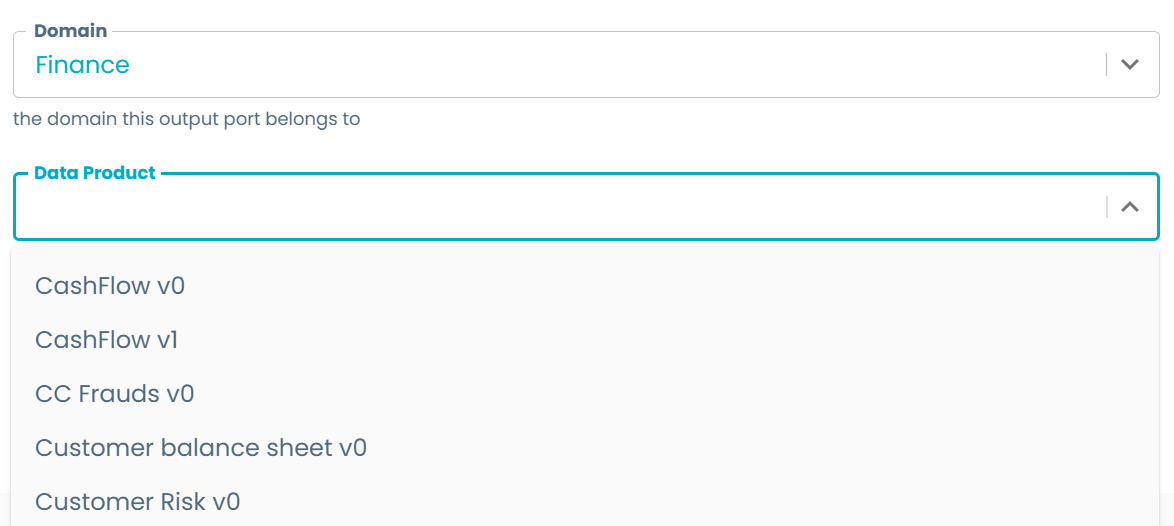 Domain
Finance
the domain this output port belongs to
Data Product
CashFlow v0
CashFlow v1
CC Frauds v0
Customer balance sheet v0
Customer Risk v0